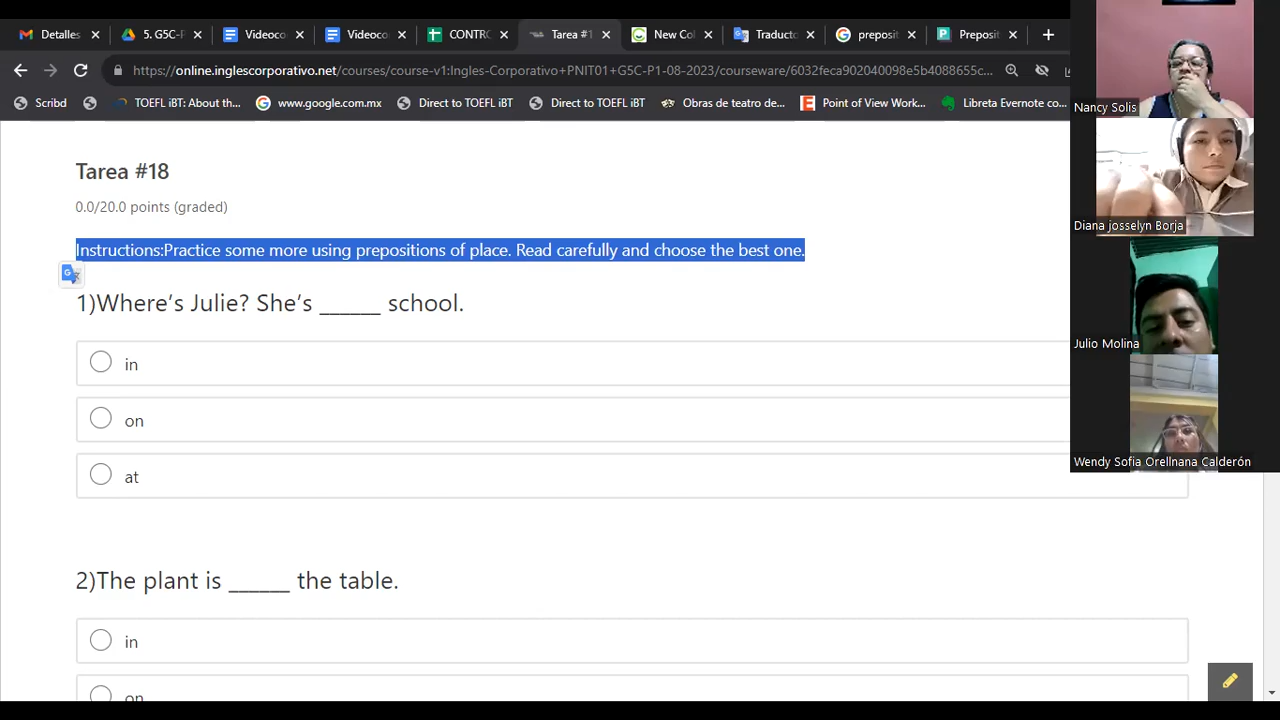 Detalles
5. G5C-P
Videoco
Videoco
CONTRC
Tarea #1
New Col
Traducto
preposit
Preposit
https://online.inglescorporativo.net/courses/course-v1:Ingles-Corporativo+PNIT01+G5C-P1-08-2023/courseware/6032feca902040098e5b4088655c...
Scribd
TOEFL iBT: About th...
www.google.com.mx
Direct to TOEFL iBT
Direct to TOEFL iBT
Obras de teatro de...
Point of View Work...
Libreta Evernote co...
Nancy Solis
Diana josselyn Borja
Julio Molina
Wendy Sofia Orellnana Calderón
Tarea #18
0.0/20.0 points (graded)
Instructions:Practice some more using prepositions of place. Read carefully and choose the best one.
1)Where's Julie? She's ______ school.
in
on
at
2)The plant is ______ the table.
in
on